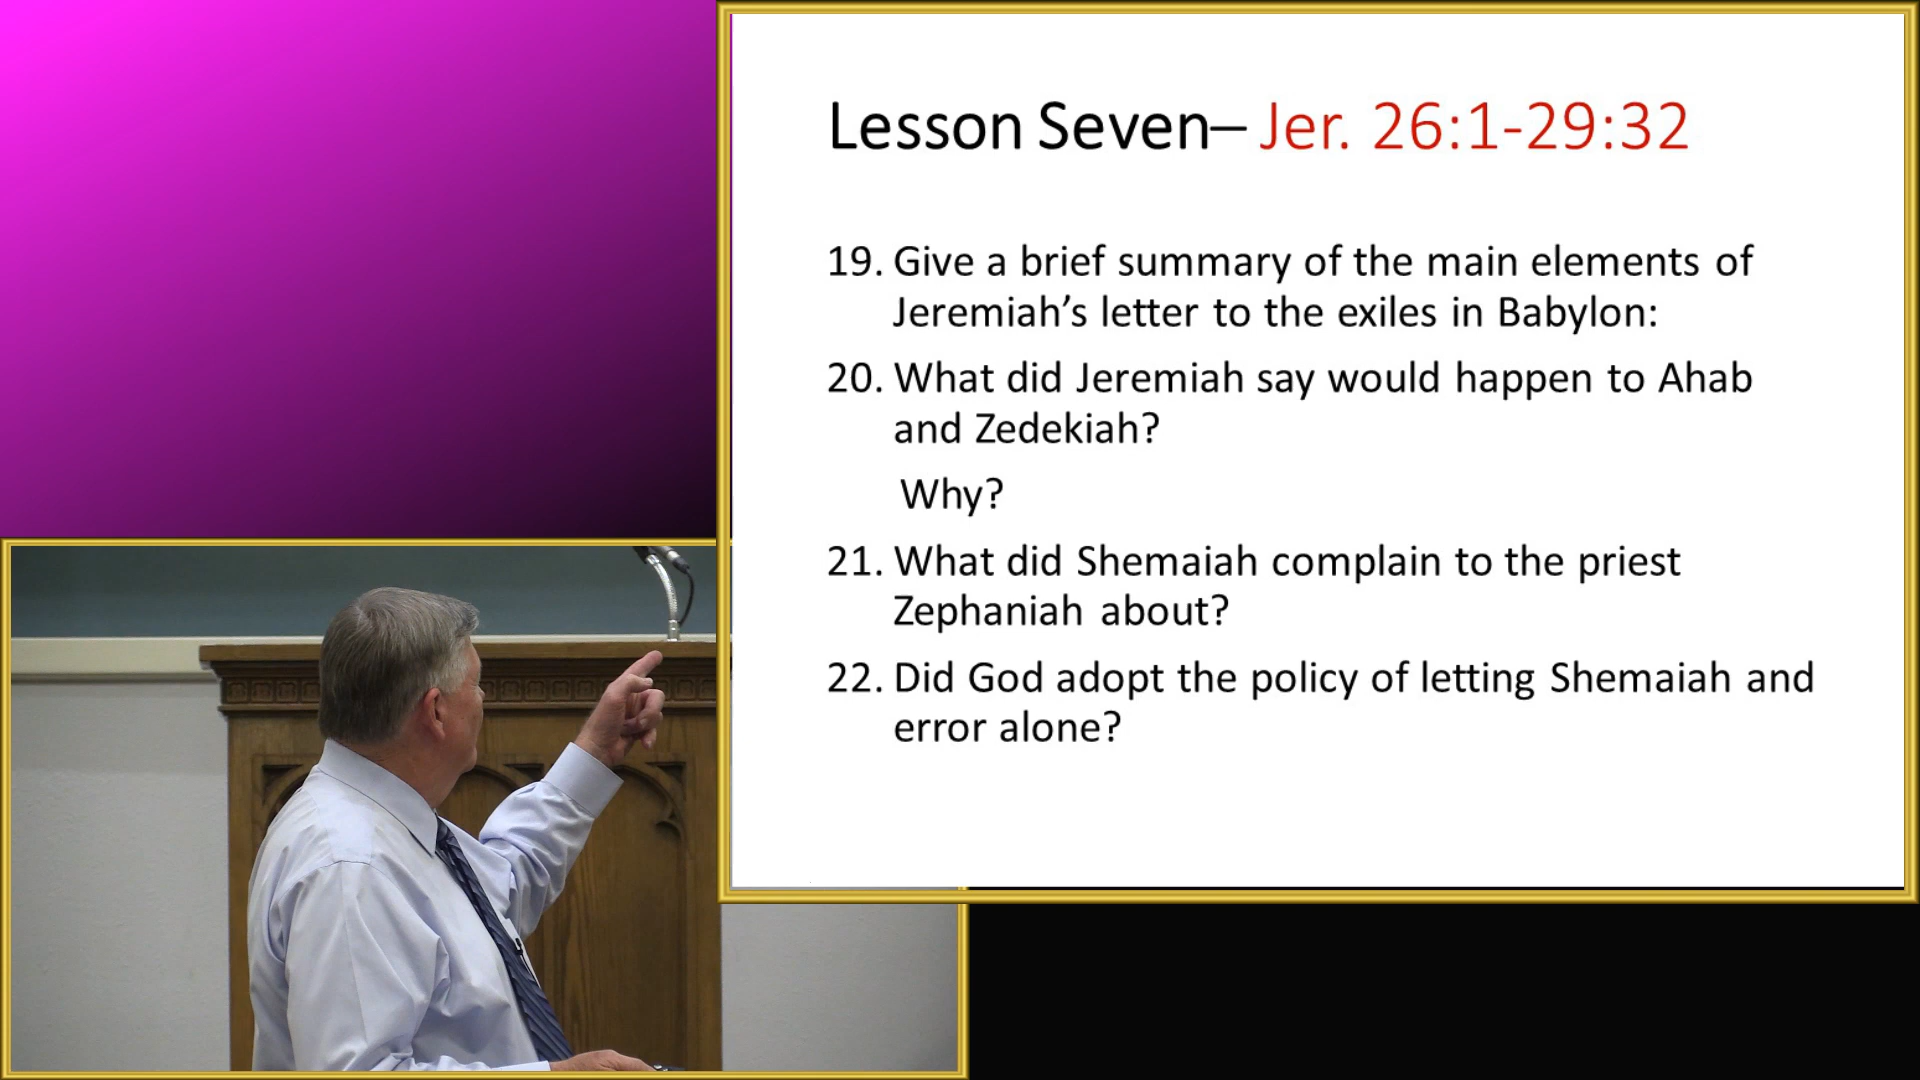 Lesson Seven– Jer. 26:1-29:32
19. Give a brief summary of the main elements of
Jeremiah’s letter to the exiles in Babylon:
20. What did Jeremiah say would happen to Ahab
and Zedekiah?
Why?
21. What did Shemaiah complain to the priest
Zephaniah about?
22. Did God adopt the policy of letting Shemaiah and
error alone?